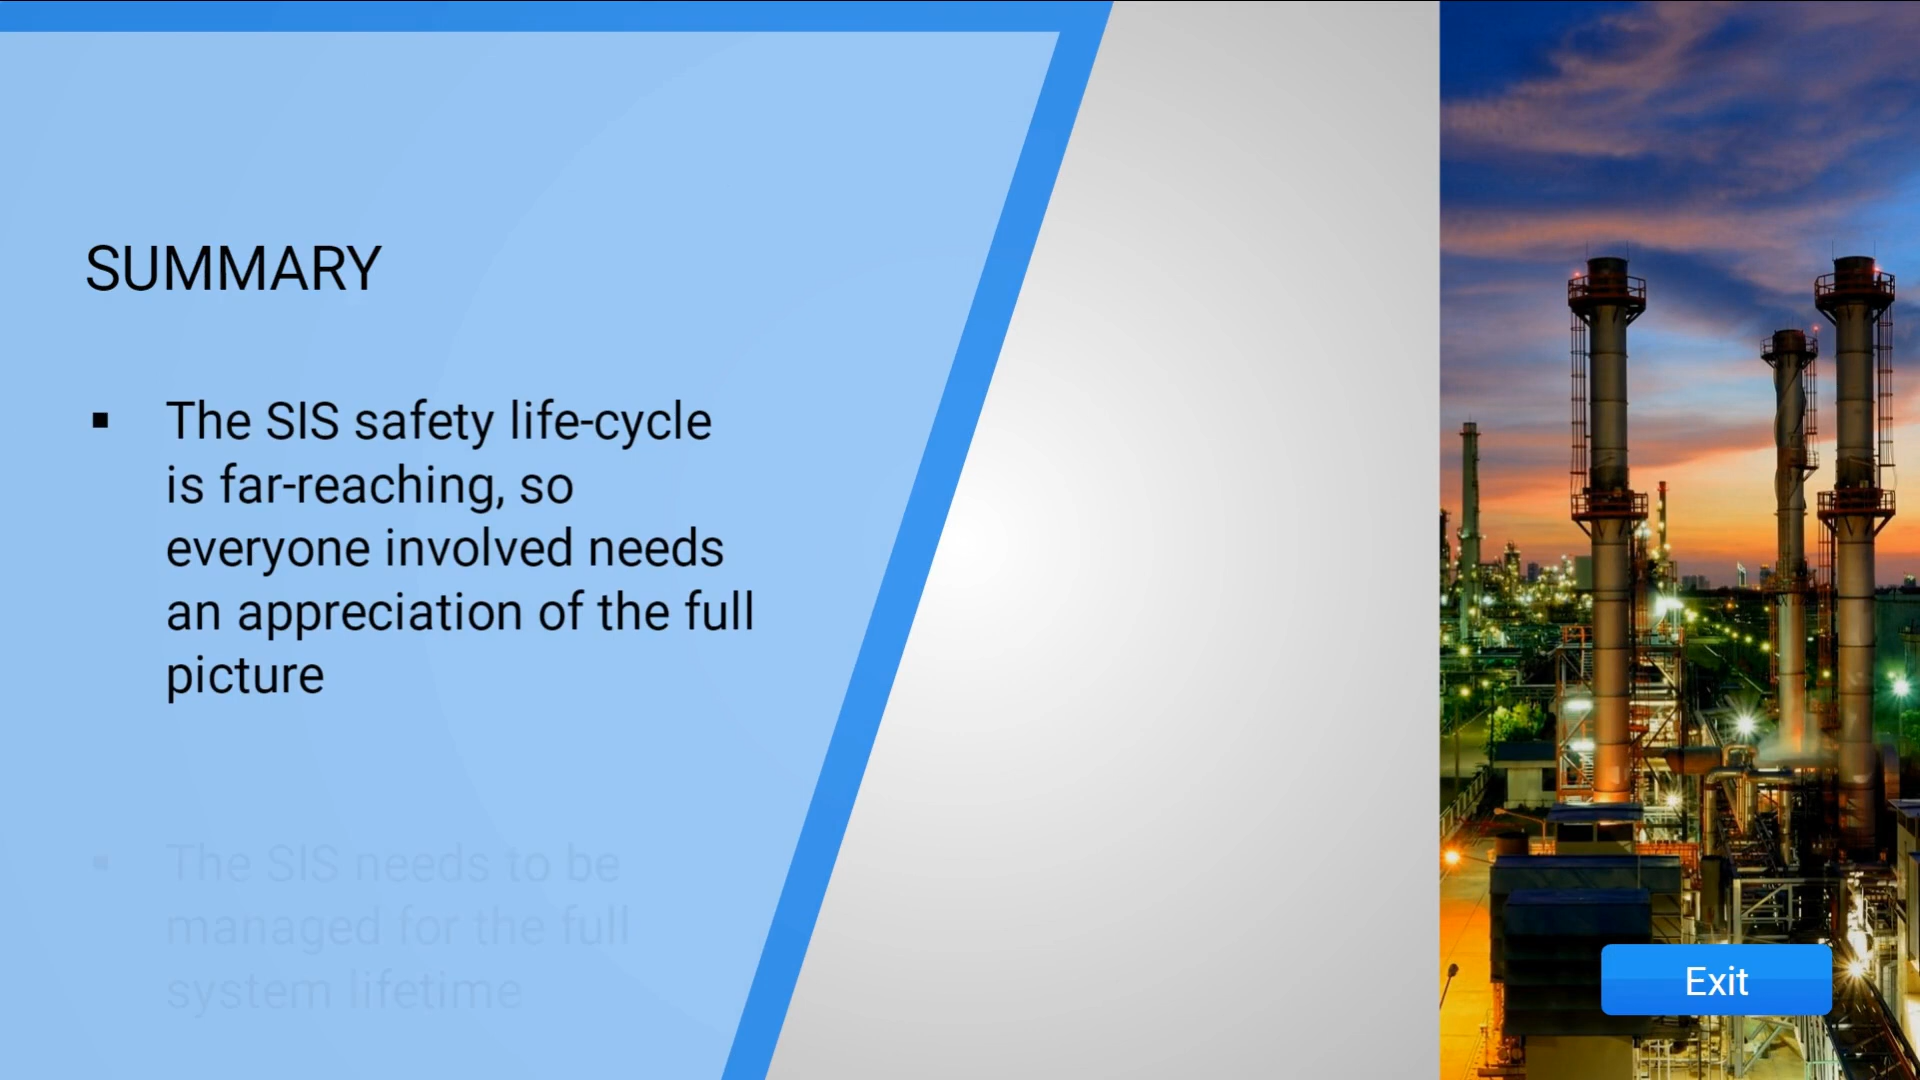 SUMMARY
▪ The SIS safety life-cycle
is far-reaching, so
everyone involved needs
an appreciation of the full
picture
▪ The SIS needs to be
managed for the full
system lifetime
Exit